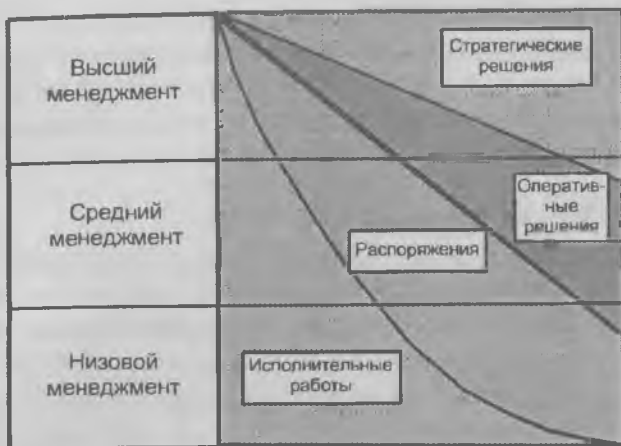 Высший
менеджмент
Стратегические
решения
Средний
менеджмент
Оператив-
ные
решения
Распоряжения
Низовой
менеджмент
Исполнительные
работы